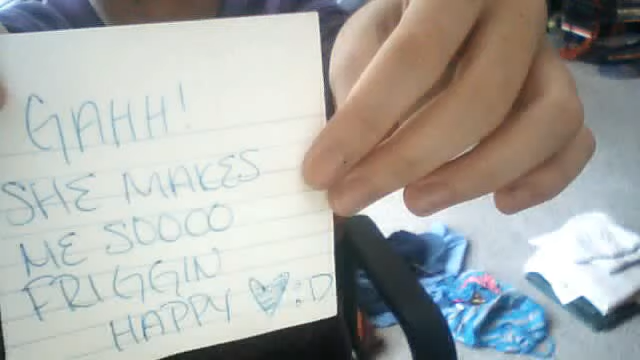 GAHH!
SHE MAKES
ME SOOOO
FRIGGIN
HAPPY ♥ :D